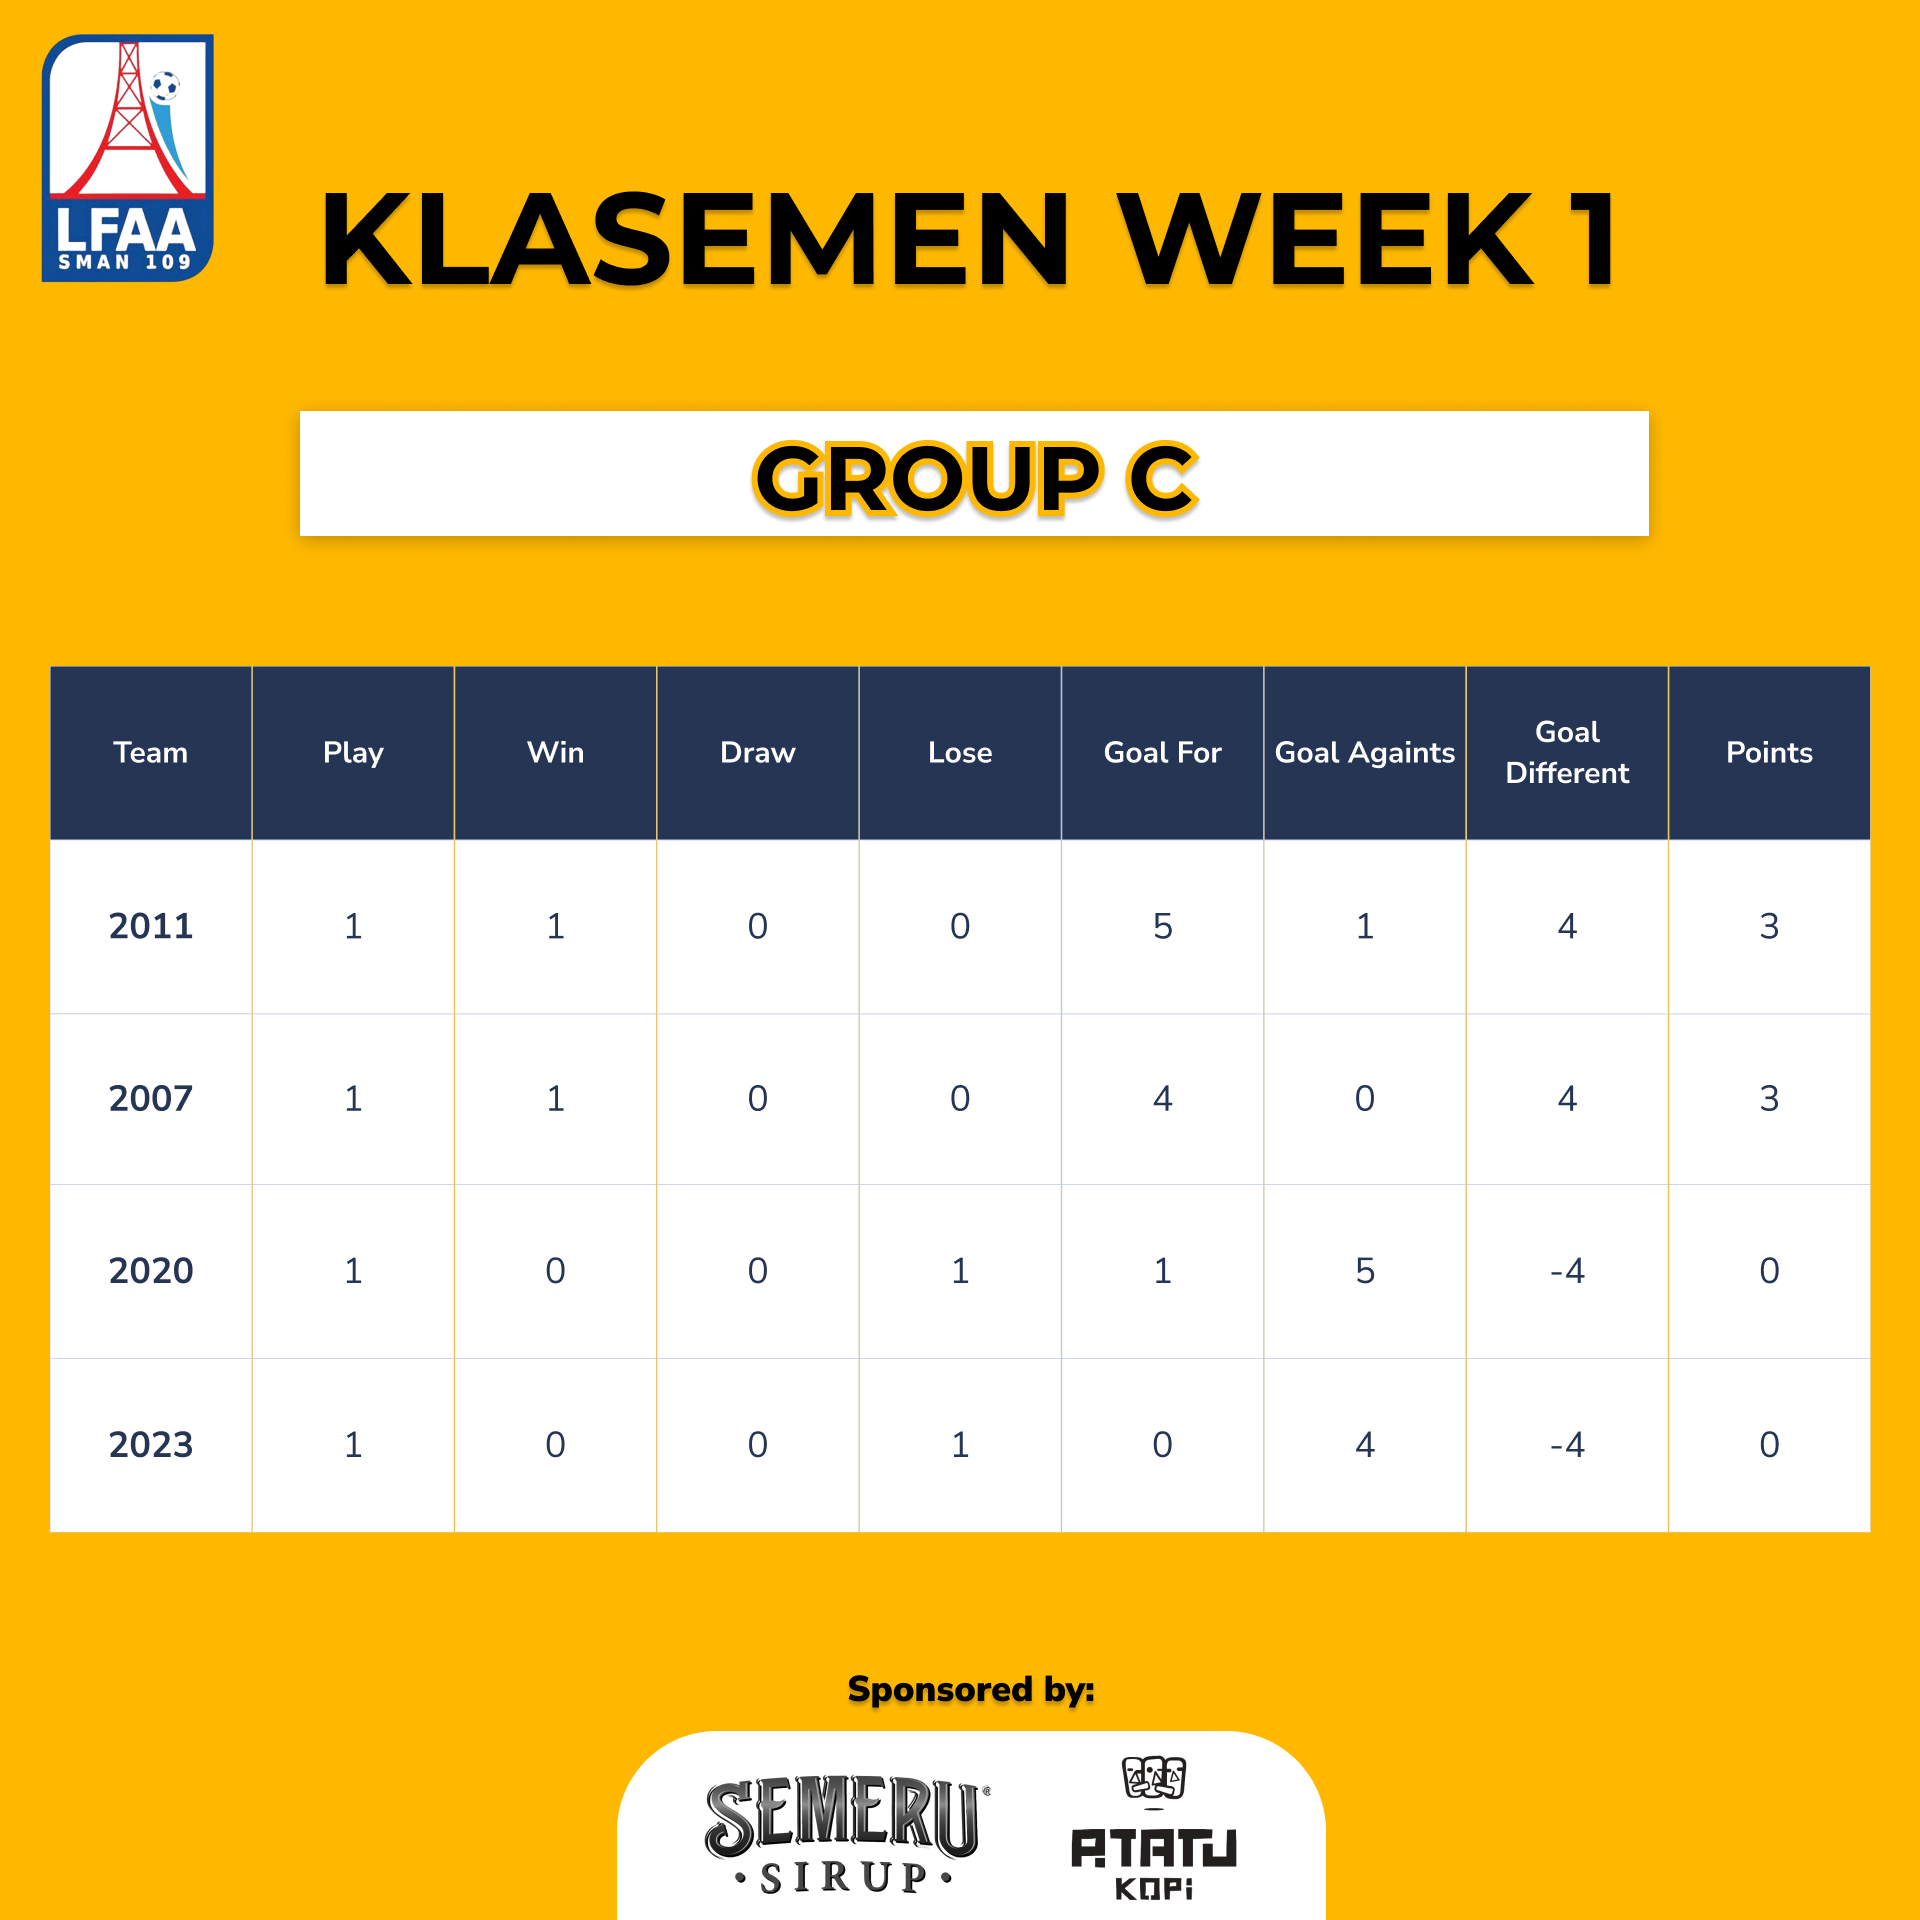 LFAA
SMAN 109
KLASEMEN WEEK 1
GROUP C
Team Play Win Draw Lose Goal For Goal Againts Goal Different Points
2011 1 1 0 0 5 1 4 3
2007 1 1 0 0 4 0 4 3
2020 1 0 0 1 1 5 -4 0
2023 1 0 0 1 0 4 -4 0
Sponsored by:
SEMERU®
·SIRUP·
PATATU
KOPi